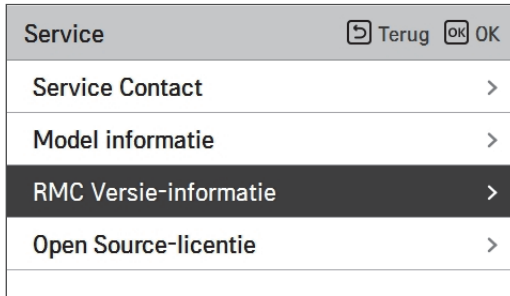 Service Terug OK OK
Service Contact
Model informatie
RMC Versie-informatie
Open Source-licentie